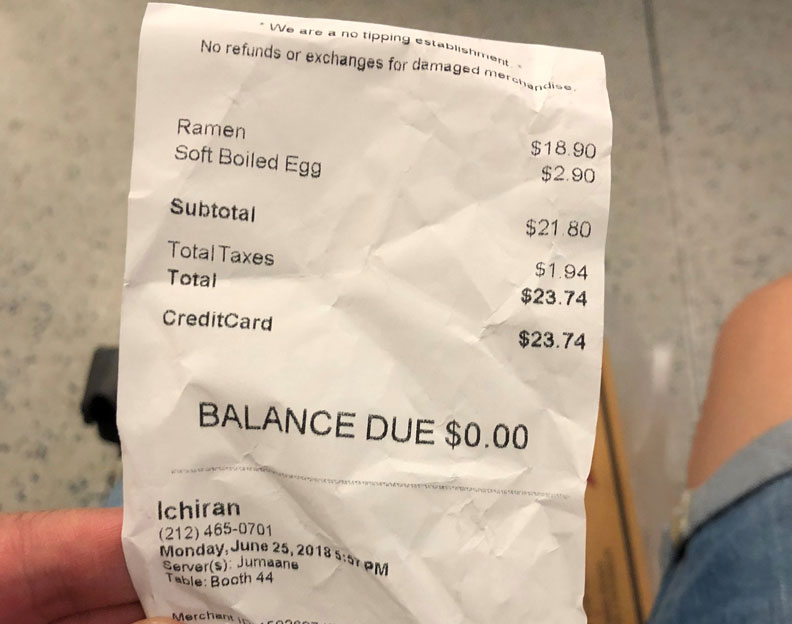 * We are a no tipping establishment. *
No refunds or exchanges for damaged merchandise.
Ramen $18.90
Soft Boiled Egg $2.90
Subtotal $21.80
Total Taxes $1.94
Total $23.74
CreditCard $23.74
BALANCE DUE $0.00
Ichiran
(212) 465-0701
Monday, June 25, 2018 5:57 PM
Server(s): Jumaane
Table: Booth 44
Merchant